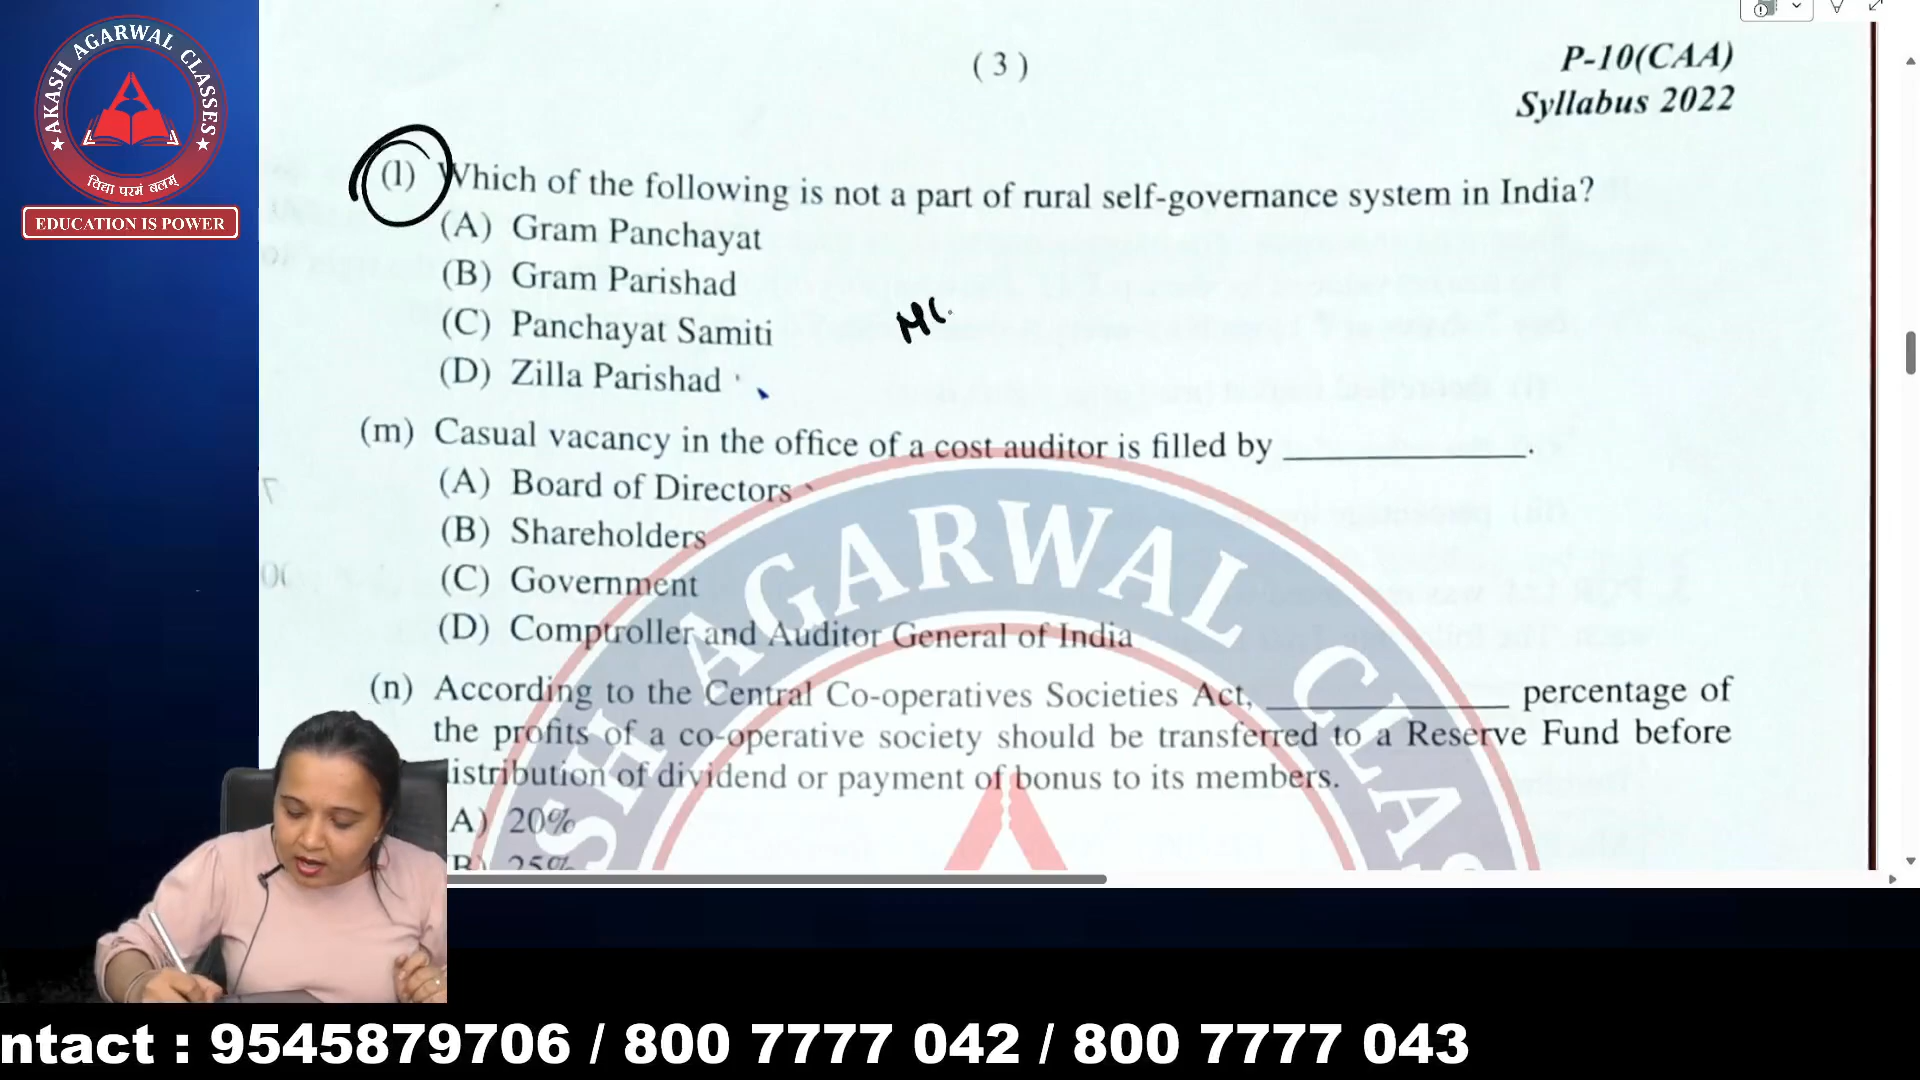 AKASH AGARWAL CLASSES
विद्या परमं बलम्
EDUCATION IS POWER
( 3 )
P-10(CAA)
Syllabus 2022
(l) Which of the following is not a part of rural self-governance system in India?
(A) Gram Panchayat
(B) Gram Parishad
(C) Panchayat Samiti
(D) Zilla Parishad
(m) Casual vacancy in the office of a cost auditor is filled by ____________.
(A) Board of Directors
(B) Shareholders
(C) Government
(D) Comptroller and Auditor General of India
(n) According to the Central Co-operatives Societies Act, ____________ percentage of
the profits of a co-operative society should be transferred to a Reserve Fund before
distribution of dividend or payment of bonus to its members.
A) 20%
B) 25%
SH AGARWAL CLA
ntact : 9545879706 / 800 7777 042 / 800 7777 043